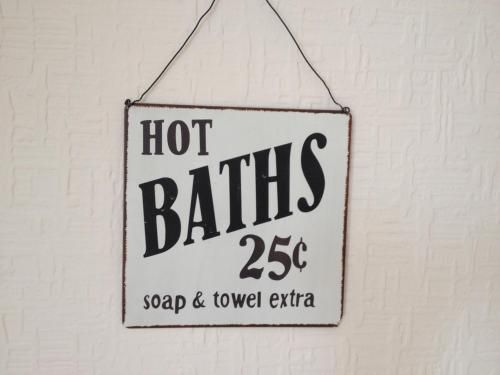 HOT
BATHS
25¢
soap & towel extra